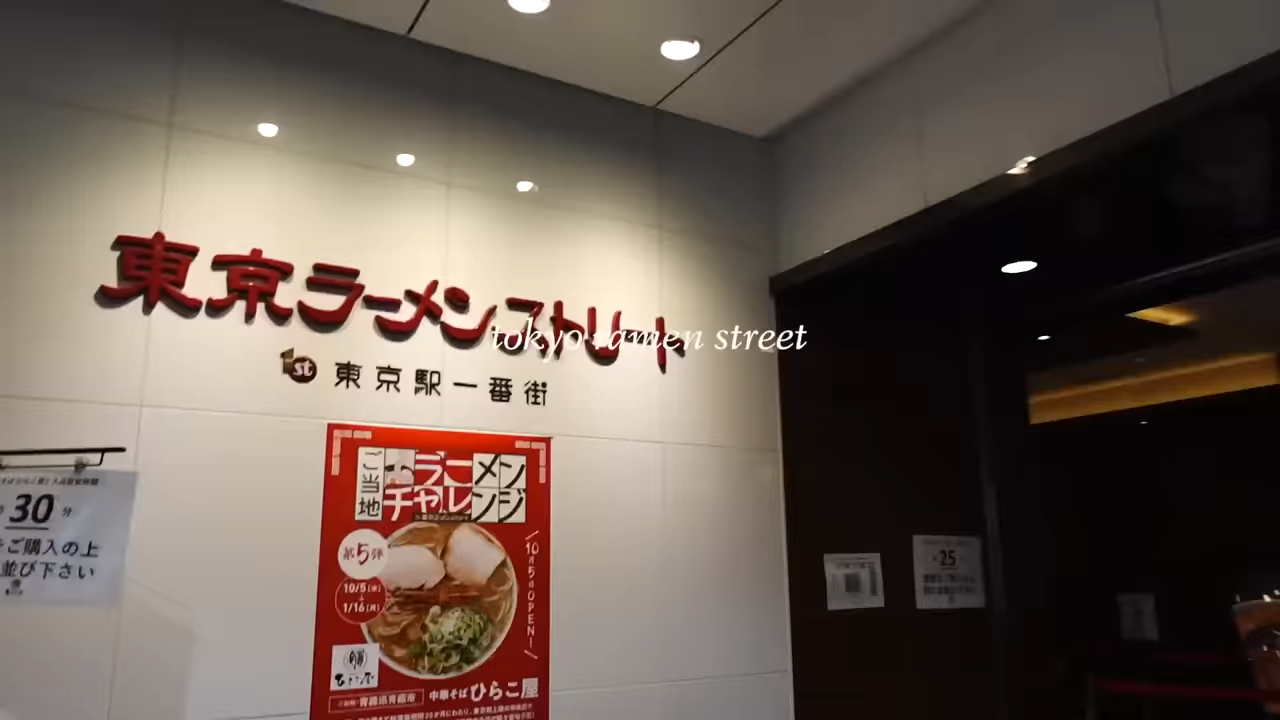 東京ラーメンストリート
tokyo ramen street
1st 東京駅一番街
30 分
ご購入の上
並び下さい
ご当地
ラーメン
チャレンジ
第5弾
10/5[水]
1/16[月]
10月5日OPEN
青森県青森市
中華そば ひらこ屋
25